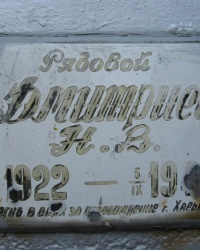 Рядовой
Дмитрие
Н.В.
1922 — 5 IX 19
В БОЯХ ЗА ОСВОБОЖДЕНИЕ г. ХАРЬ